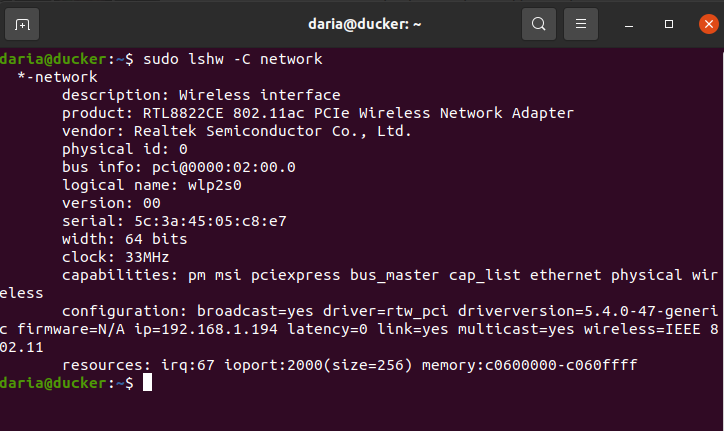 daria@ducker: ~
daria@ducker:~$ sudo lshw -C network
  *-network
       description: Wireless interface
       product: RTL8822CE 802.11ac PCIe Wireless Network Adapter
       vendor: Realtek Semiconductor Co., Ltd.
       physical id: 0
       bus info: pci@0000:02:00.0
       logical name: wlp2s0
       version: 00
       serial: 5c:3a:45:05:c8:e7
       width: 64 bits
       clock: 33MHz
       capabilities: pm msi pciexpress bus_master cap_list ethernet physical wir
eless
       configuration: broadcast=yes driver=rtw_pci driverversion=5.4.0-47-generi
c firmware=N/A ip=192.168.1.194 latency=0 link=yes multicast=yes wireless=IEEE 8
02.11
       resources: irq:67 ioport:2000(size=256) memory:c0600000-c060ffff
daria@ducker:~$